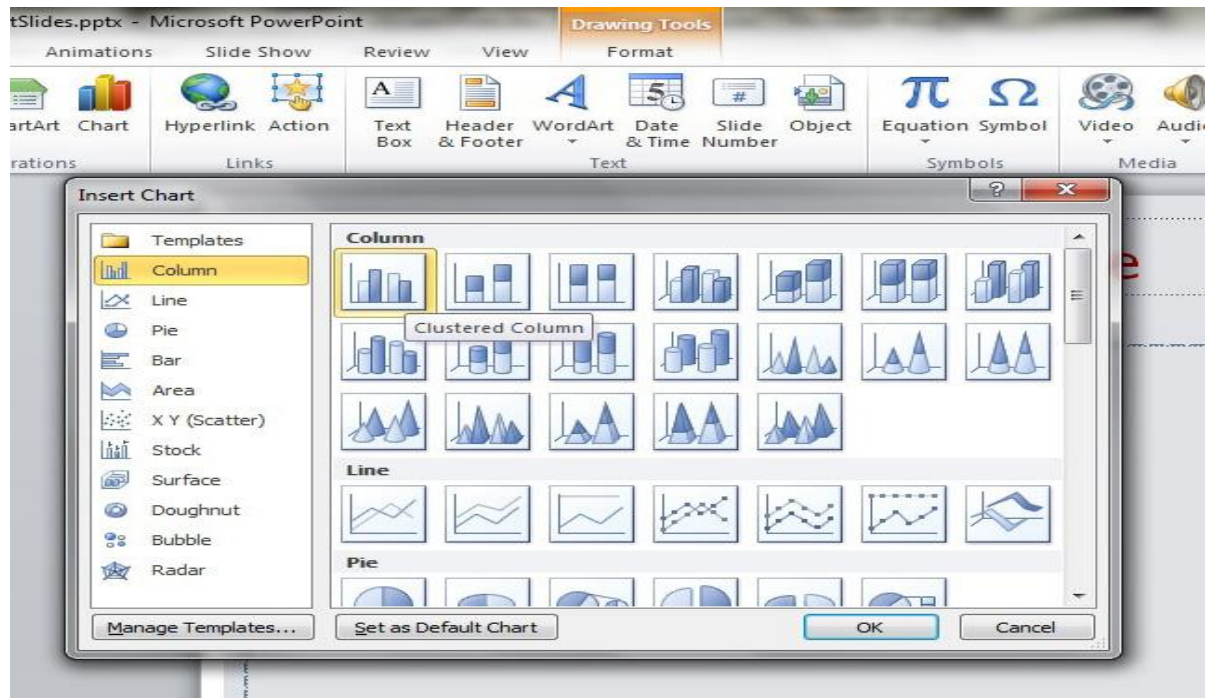 tSlides.pptx - Microsoft PowerPoint
Drawing Tools
Animations Slide Show Review View Format
artArt Chart Hyperlink Action Text Box Header & Footer WordArt Date & Time Slide Number Object Equation Symbol Video Audio
rations Links Text Symbols Media
Insert Chart
Templates
Column
Line
Pie
Bar
Area
X Y (Scatter)
Stock
Surface
Doughnut
Bubble
Radar
Column
Clustered Column
Line
Pie
Manage Templates... Set as Default Chart OK Cancel
e